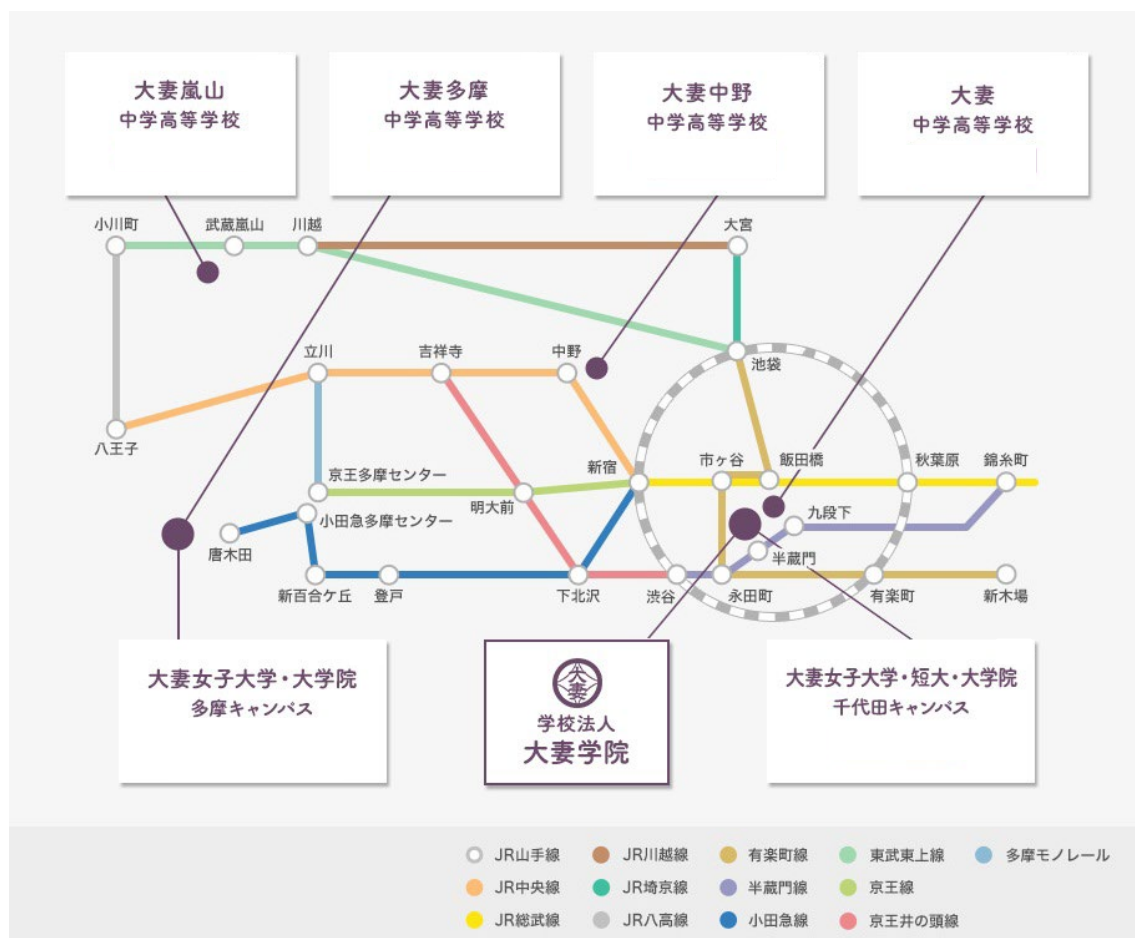 大妻嵐山
中学高等学校
大妻多摩
中学高等学校
大妻中野
中学高等学校
大妻
中学高等学校
小川町
武蔵嵐山
川越
大宮
立川
吉祥寺
中野
池袋
八王子
京王多摩センター
新宿
市ヶ谷
飯田橋
秋葉原
錦糸町
明大前
小田急多摩センター
九段下
唐木田
半蔵門
新百合ケ丘
登戸
下北沢
渋谷
永田町
有楽町
新木場
大妻女子大学・大学院
多摩キャンパス
大妻
学校法人
大妻学院
大妻女子大学・短大・大学院
千代田キャンパス
JR山手線
JR川越線
有楽町線
東武東上線
多摩モノレール
JR中央線
JR埼京線
半蔵門線
京王線
JR総武線
JR八高線
小田急線
京王井の頭線